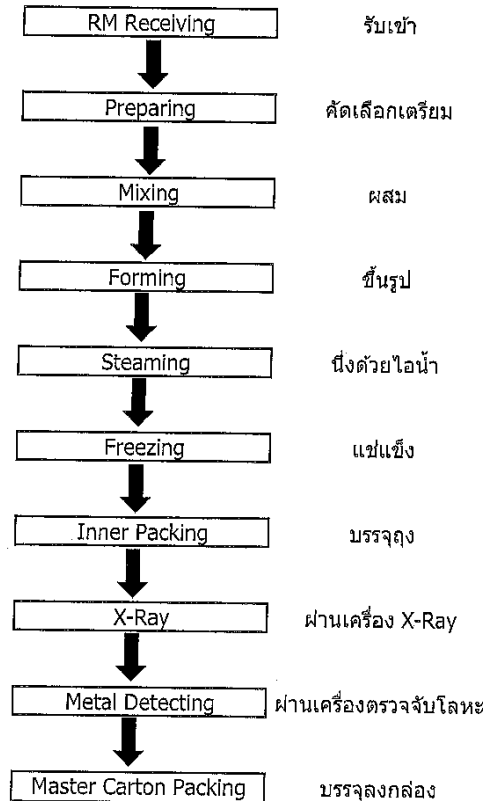 RM Receiving รับเข้า
Preparing คัดเลือกเตรียม
Mixing ผสม
Forming ขึ้นรูป
Steaming นึ่งด้วยไอน้ำ
Freezing แช่แข็ง
Inner Packing บรรจุถุง
X-Ray ผ่านเครื่อง X-Ray
Metal Detecting ผ่านเครื่องตรวจจับโลหะ
Master Carton Packing บรรจุลงกล่อง